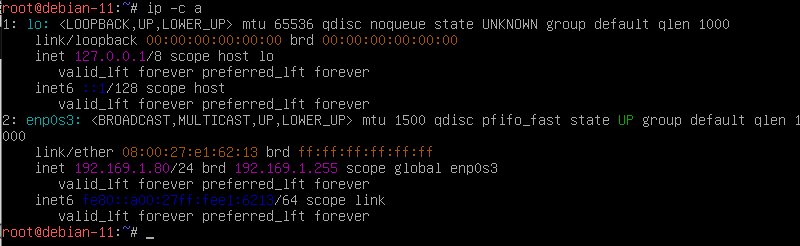 root@debian-11:~# ip -c a
1: lo: <LOOPBACK,UP,LOWER_UP> mtu 65536 qdisc noqueue state UNKNOWN group default qlen 1000
    link/loopback 00:00:00:00:00:00 brd 00:00:00:00:00:00
    inet 127.0.0.1/8 scope host lo
       valid_lft forever preferred_lft forever
    inet6 ::1/128 scope host
       valid_lft forever preferred_lft forever
2: enp0s3: <BROADCAST,MULTICAST,UP,LOWER_UP> mtu 1500 qdisc pfifo_fast state UP group default qlen 1
000
    link/ether 08:00:27:e1:62:13 brd ff:ff:ff:ff:ff:ff
    inet 192.168.1.80/24 brd 192.168.1.255 scope global enp0s3
       valid_lft forever preferred_lft forever
    inet6 fe80::a00:27ff:fee1:6213/64 scope link
       valid_lft forever preferred_lft forever
root@debian-11:~# _